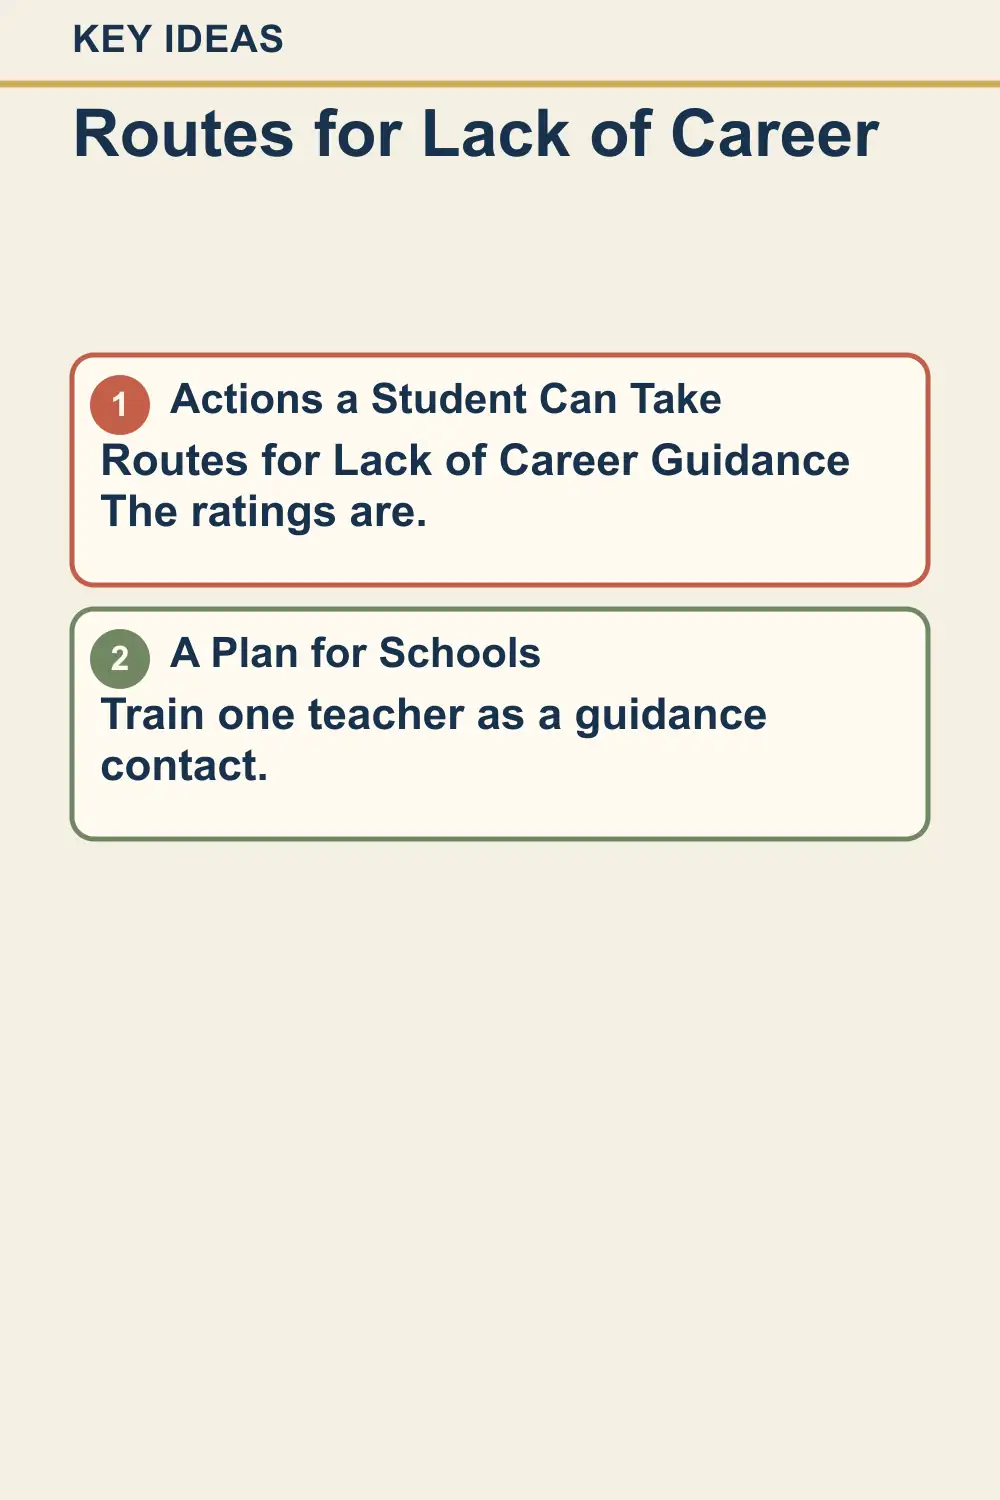 KEY IDEAS
Routes for Lack of Career
1 Actions a Student Can Take
Routes for Lack of Career Guidance
The ratings are.
2 A Plan for Schools
Train one teacher as a guidance
contact.